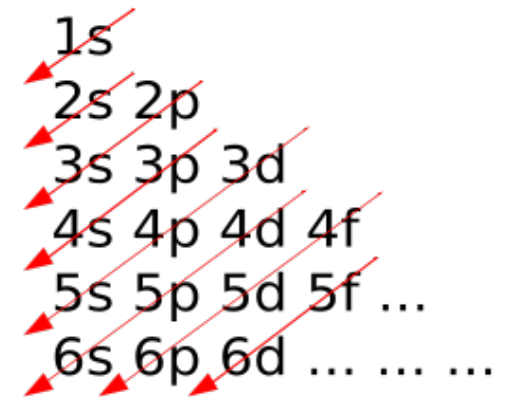 1s
2s 2p
3s 3p 3d
4s 4p 4d 4f
5s 5p 5d 5f ...
6s 6p 6d ... ... ...